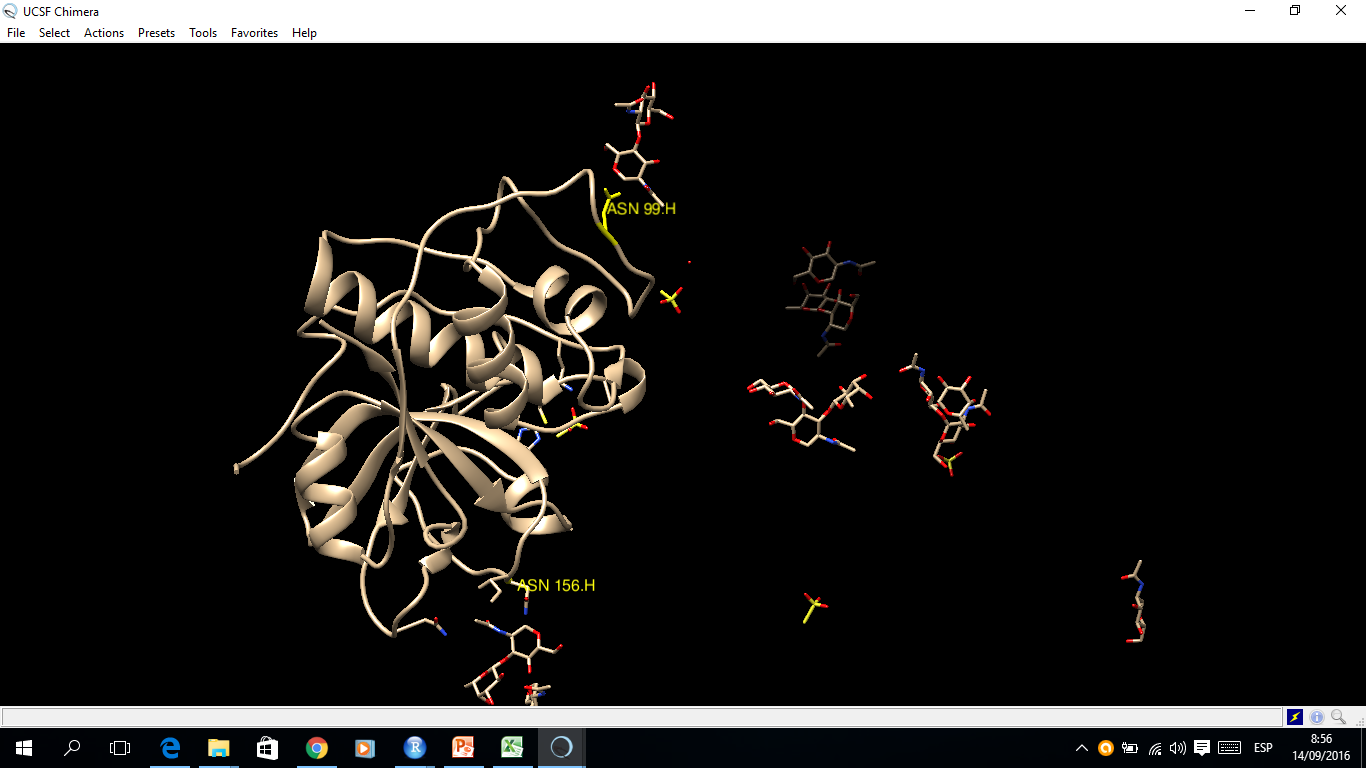 UCSF Chimera
File Select Actions Presets Tools Favorites Help
ASN 99.H
ASN 156.H
ESP
8:56
14/09/2016